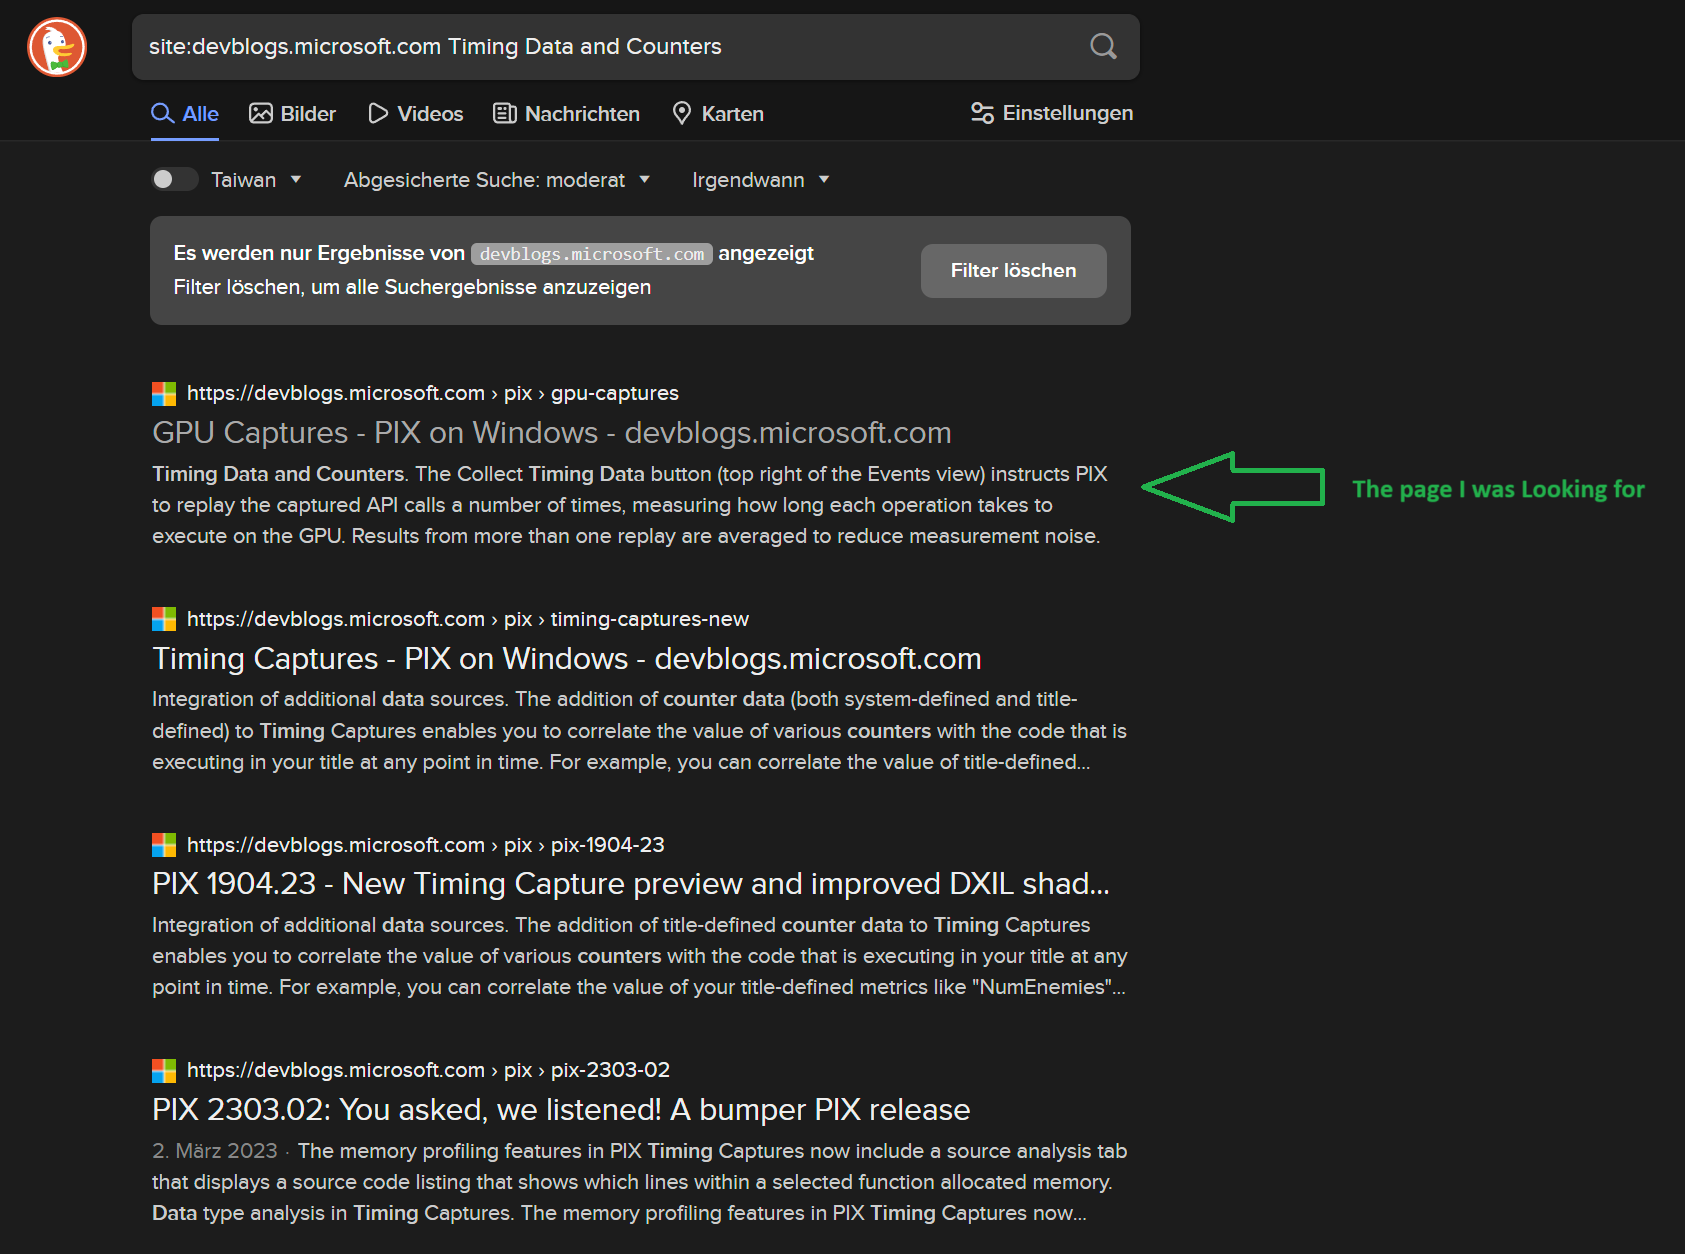 site:devblogs.microsoft.com Timing Data and Counters
Alle Bilder Videos Nachrichten Karten Einstellungen
Taiwan Abgesicherte Suche: moderat Irgendwann
Es werden nur Ergebnisse von devblogs.microsoft.com angezeigt
Filter löschen, um alle Suchergebnisse anzuzeigen
Filter löschen
https://devblogs.microsoft.com › pix › gpu-captures
GPU Captures - PIX on Windows - devblogs.microsoft.com
Timing Data and Counters. The Collect Timing Data button (top right of the Events view) instructs PIX
to replay the captured API calls a number of times, measuring how long each operation takes to
execute on the GPU. Results from more than one replay are averaged to reduce measurement noise.
The page I was Looking for
https://devblogs.microsoft.com › pix › timing-captures-new
Timing Captures - PIX on Windows - devblogs.microsoft.com
Integration of additional data sources. The addition of counter data (both system-defined and title-
defined) to Timing Captures enables you to correlate the value of various counters with the code that is
executing in your title at any point in time. For example, you can correlate the value of title-defined...
https://devblogs.microsoft.com › pix › pix-1904-23
PIX 1904.23 - New Timing Capture preview and improved DXIL shad...
Integration of additional data sources. The addition of title-defined counter data to Timing Captures
enables you to correlate the value of various counters with the code that is executing in your title at any
point in time. For example, you can correlate the value of your title-defined metrics like "NumEnemies"...
https://devblogs.microsoft.com › pix › pix-2303-02
PIX 2303.02: You asked, we listened! A bumper PIX release
2. März 2023 · The memory profiling features in PIX Timing Captures now include a source analysis tab
that displays a source code listing that shows which lines within a selected function allocated memory.
Data type analysis in Timing Captures. The memory profiling features in PIX Timing Captures now...